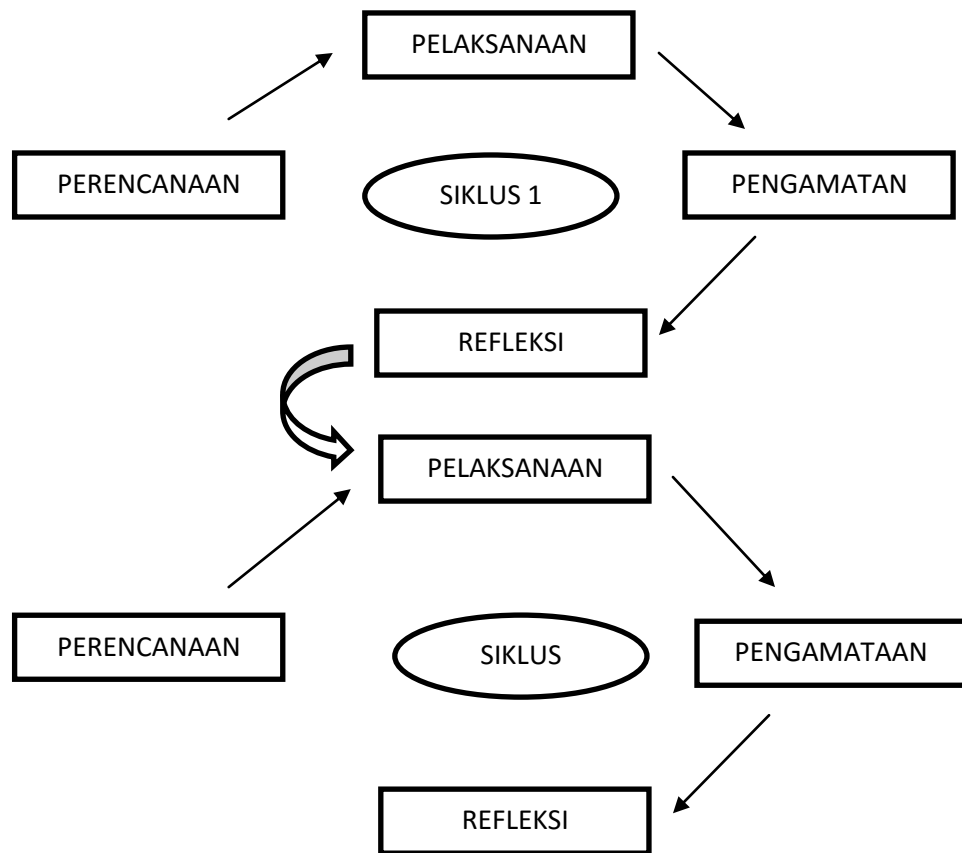 PELAKSANAAN
PERENCANAAN
SIKLUS 1
PENGAMATAN
REFLEKSI
PELAKSANAAN
PERENCANAAN
SIKLUS
PENGAMATAAN
REFLEKSI